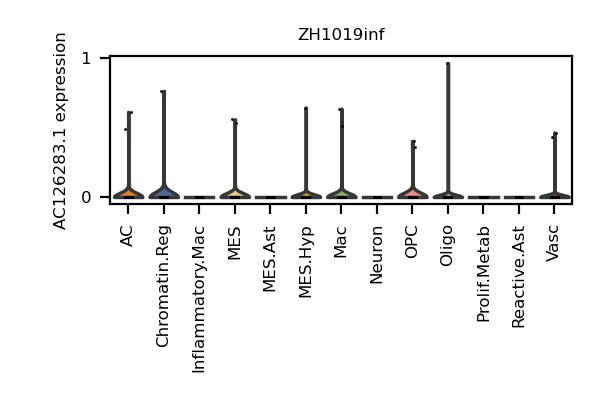 ZH1019inf
AC126283.1 expression
1
0
AC
Chromatin.Reg
Inflammatory.Mac
MES
MES.Ast
MES.Hyp
Mac
Neuron
OPC
Oligo
Prolif.Metab
Reactive.Ast
Vasc